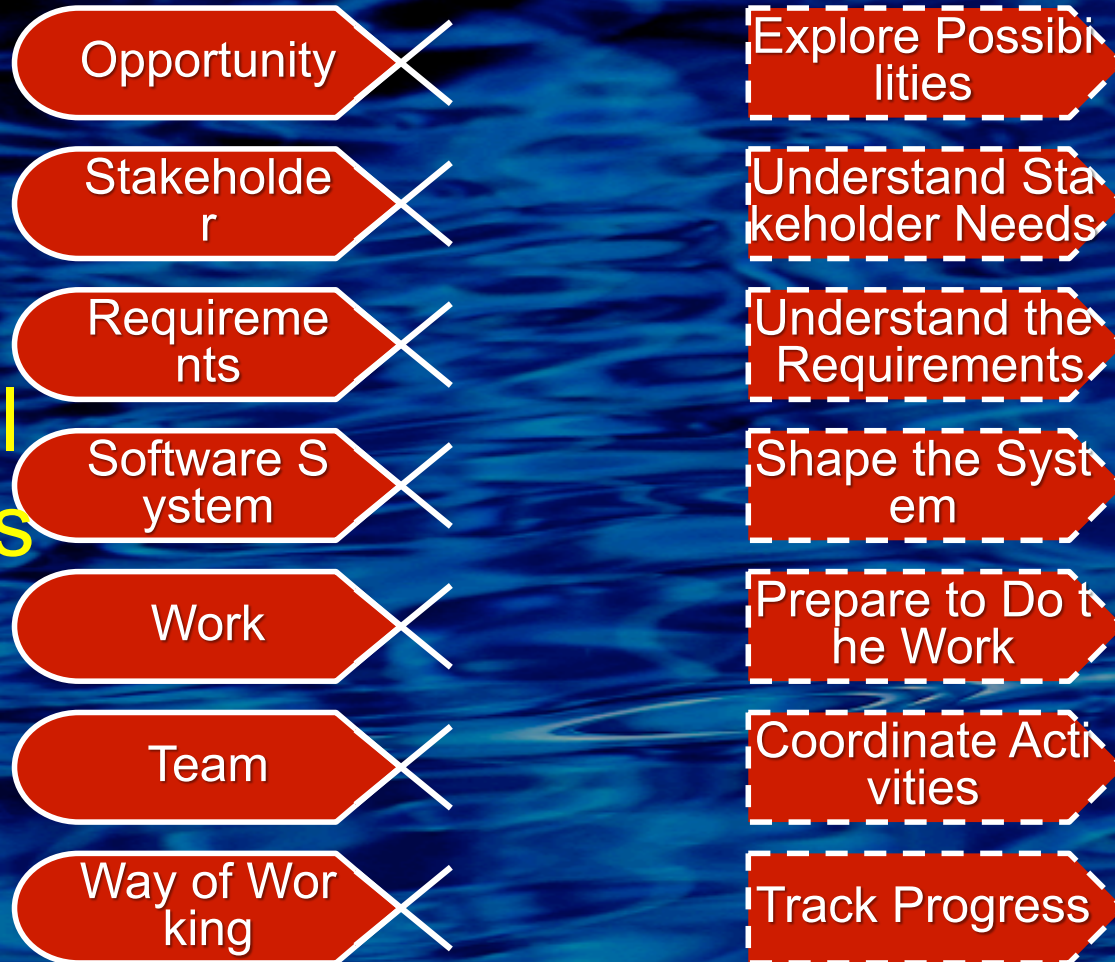 Opportunity
Explore Possibi
lities
Stakeholde
r
Understand Sta
keholder Needs
Requireme
nts
Understand the
Requirements
l
Software S
ystem
Shape the Syst
em
s
Work
Prepare to Do t
he Work
Team
Coordinate Acti
vities
Way of Wor
king
Track Progress